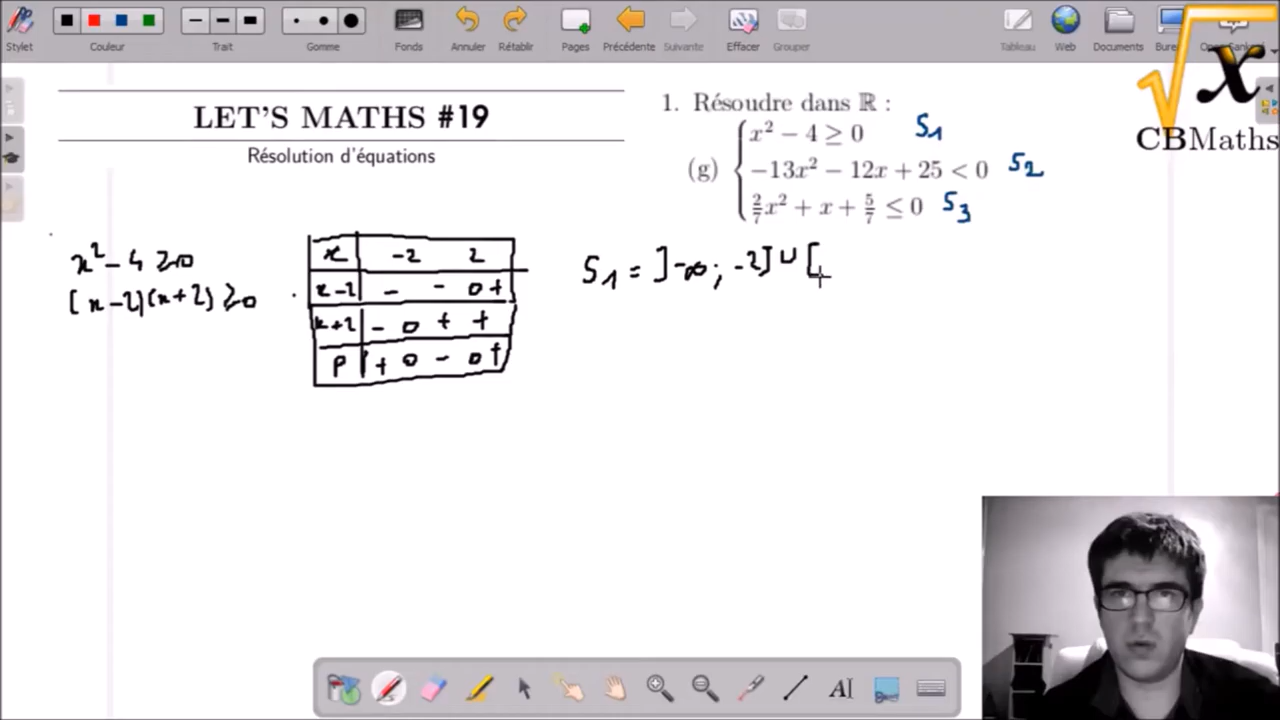 Stylet Couleur Trait Gomme Fonds Annuler Rétablir Pages Précédente Suivante Effacer Grouper Tableau Web Documents
LET'S MATHS #19
Résolution d'équations
1. Résoudre dans ℝ :
(g) { x² − 4 ≥ 0 S1
−13x² − 12x + 25 < 0 S2
2/7x² + x + 5/7 ≤ 0 S3
CBMaths
x² − 4 ≥ 0
(x − 2)(x + 2) ≥ 0
x -2 2
x-2 - - 0 +
x+2 - 0 + +
P + 0 - 0 +
S1 = ]-∞; -2] ∪ [
AI